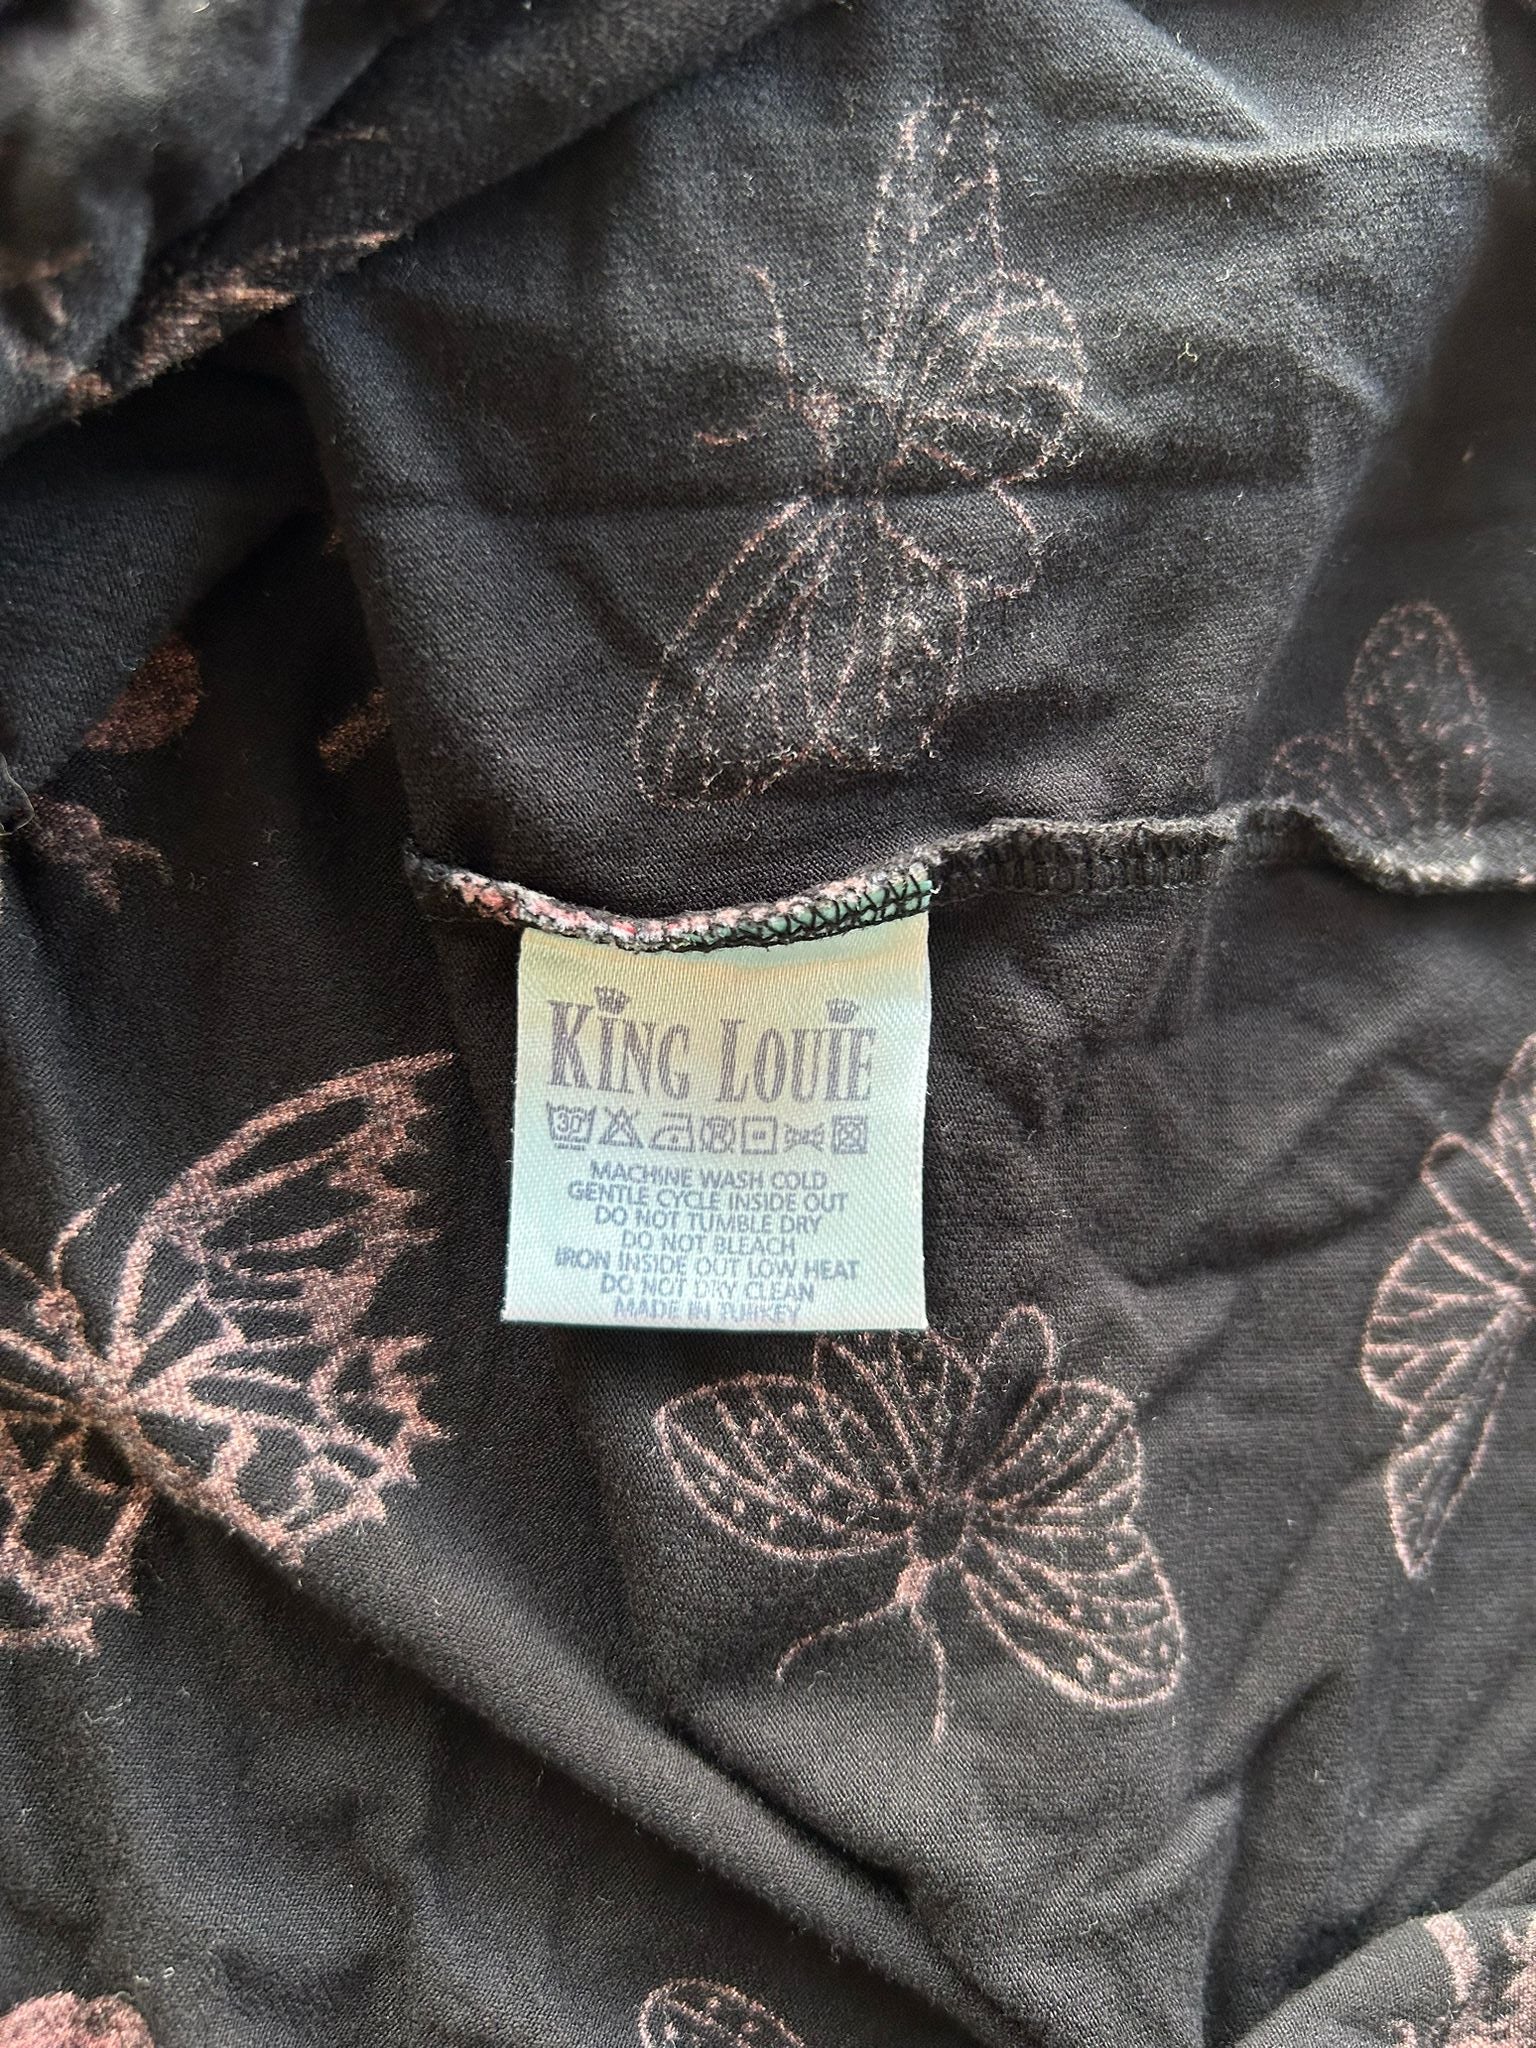 KING LOUIE
30°
MACHINE WASH COLD
GENTLE CYCLE INSIDE OUT
DO NOT TUMBLE DRY
DO NOT BLEACH
IRON INSIDE OUT LOW HEAT
DO NOT DRY CLEAN
MADE IN TURKEY